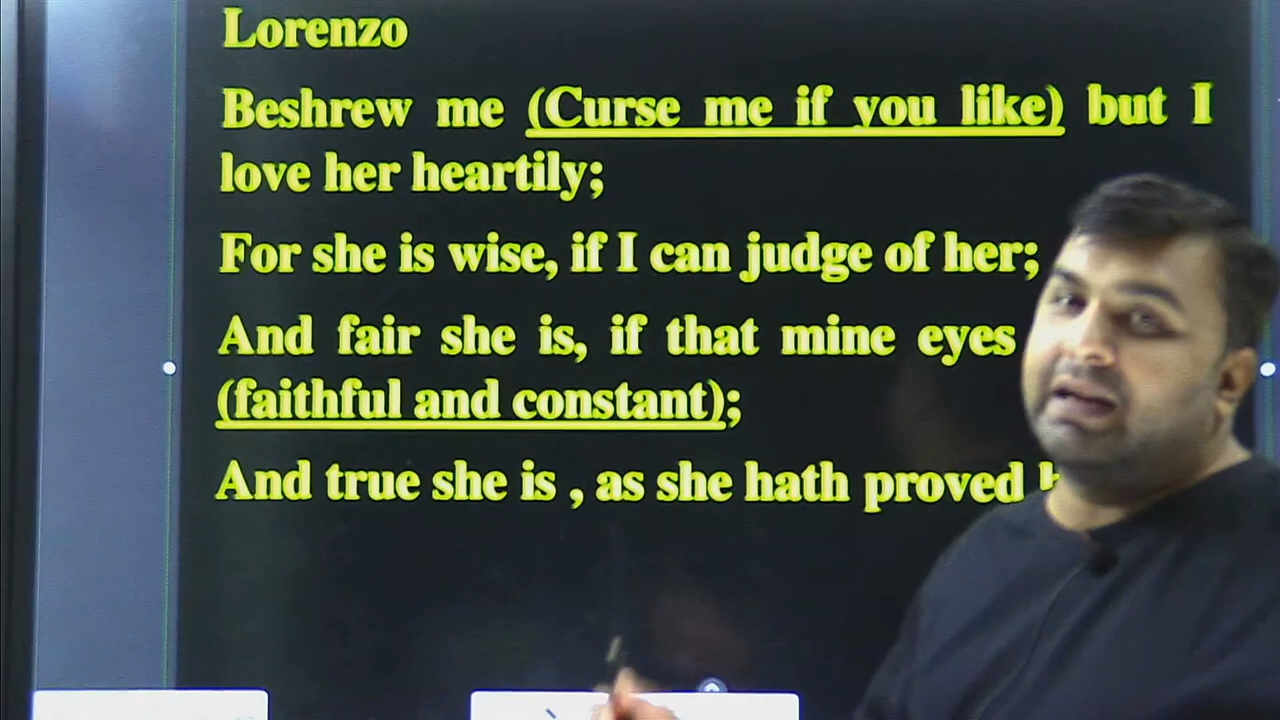 Lorenzo
Beshrew me (Curse me if you like) but I
love her heartily;
For she is wise, if I can judge of her;
And fair she is, if that mine eyes
(faithful and constant);
And true she is , as she hath proved